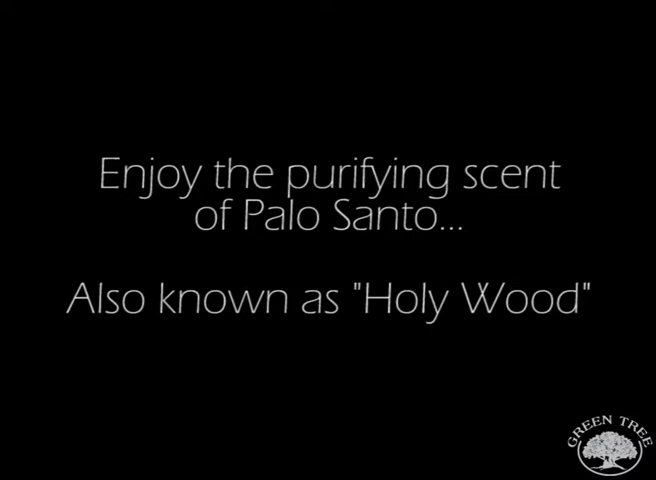 Enjoy the purifying scent
of Palo Santo...
Also known as "Holy Wood"
GREEN TREE